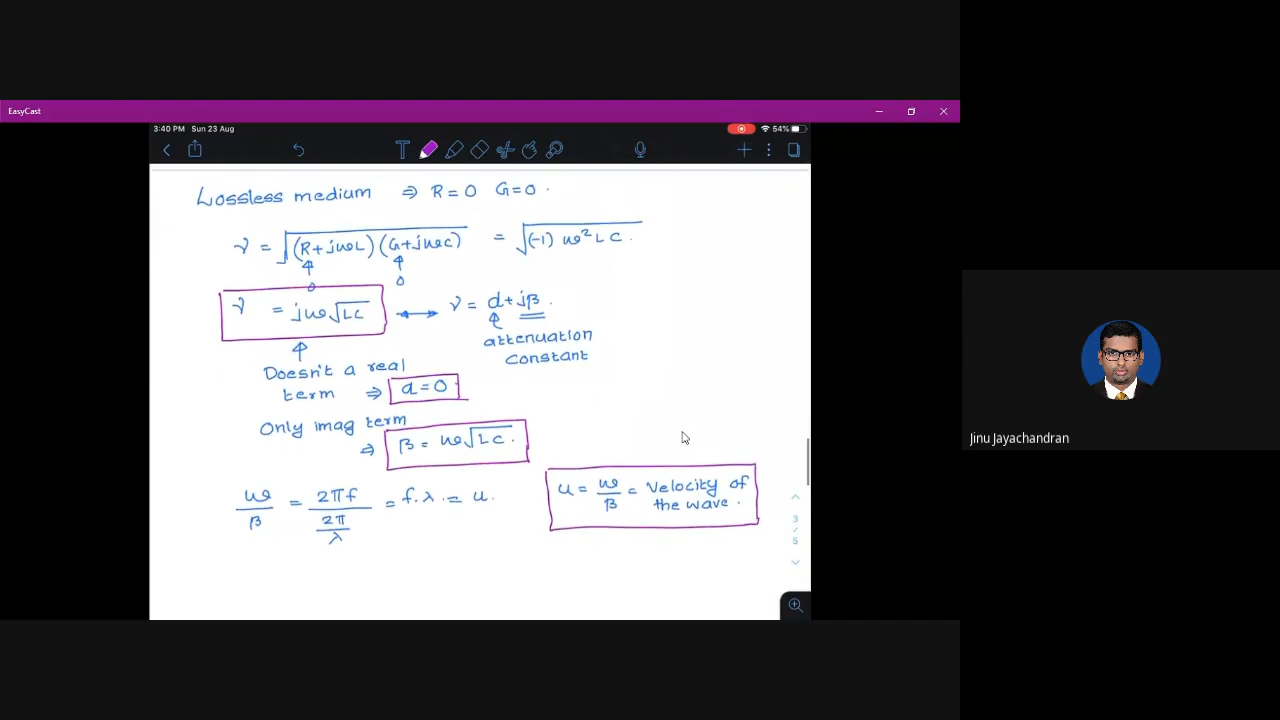 EasyCast
3:40 PM Sun 23 Aug
54%
Lossless medium ⇒ R=0 G=0.
γ = √(R+jωL)(G+jωC) = √(-1) ω²LC.
0 0
γ = jω√LC ↔ γ = α+jβ.
attenuation
constant
Doesn't a real
term ⇒ α=0.
Only imag term
⇒ β = ω√LC.
ω/β = 2πf/(2π/λ) = f.λ. = u.
u = ω/β = Velocity of
the wave.
3
/
5
Jinu Jayachandran